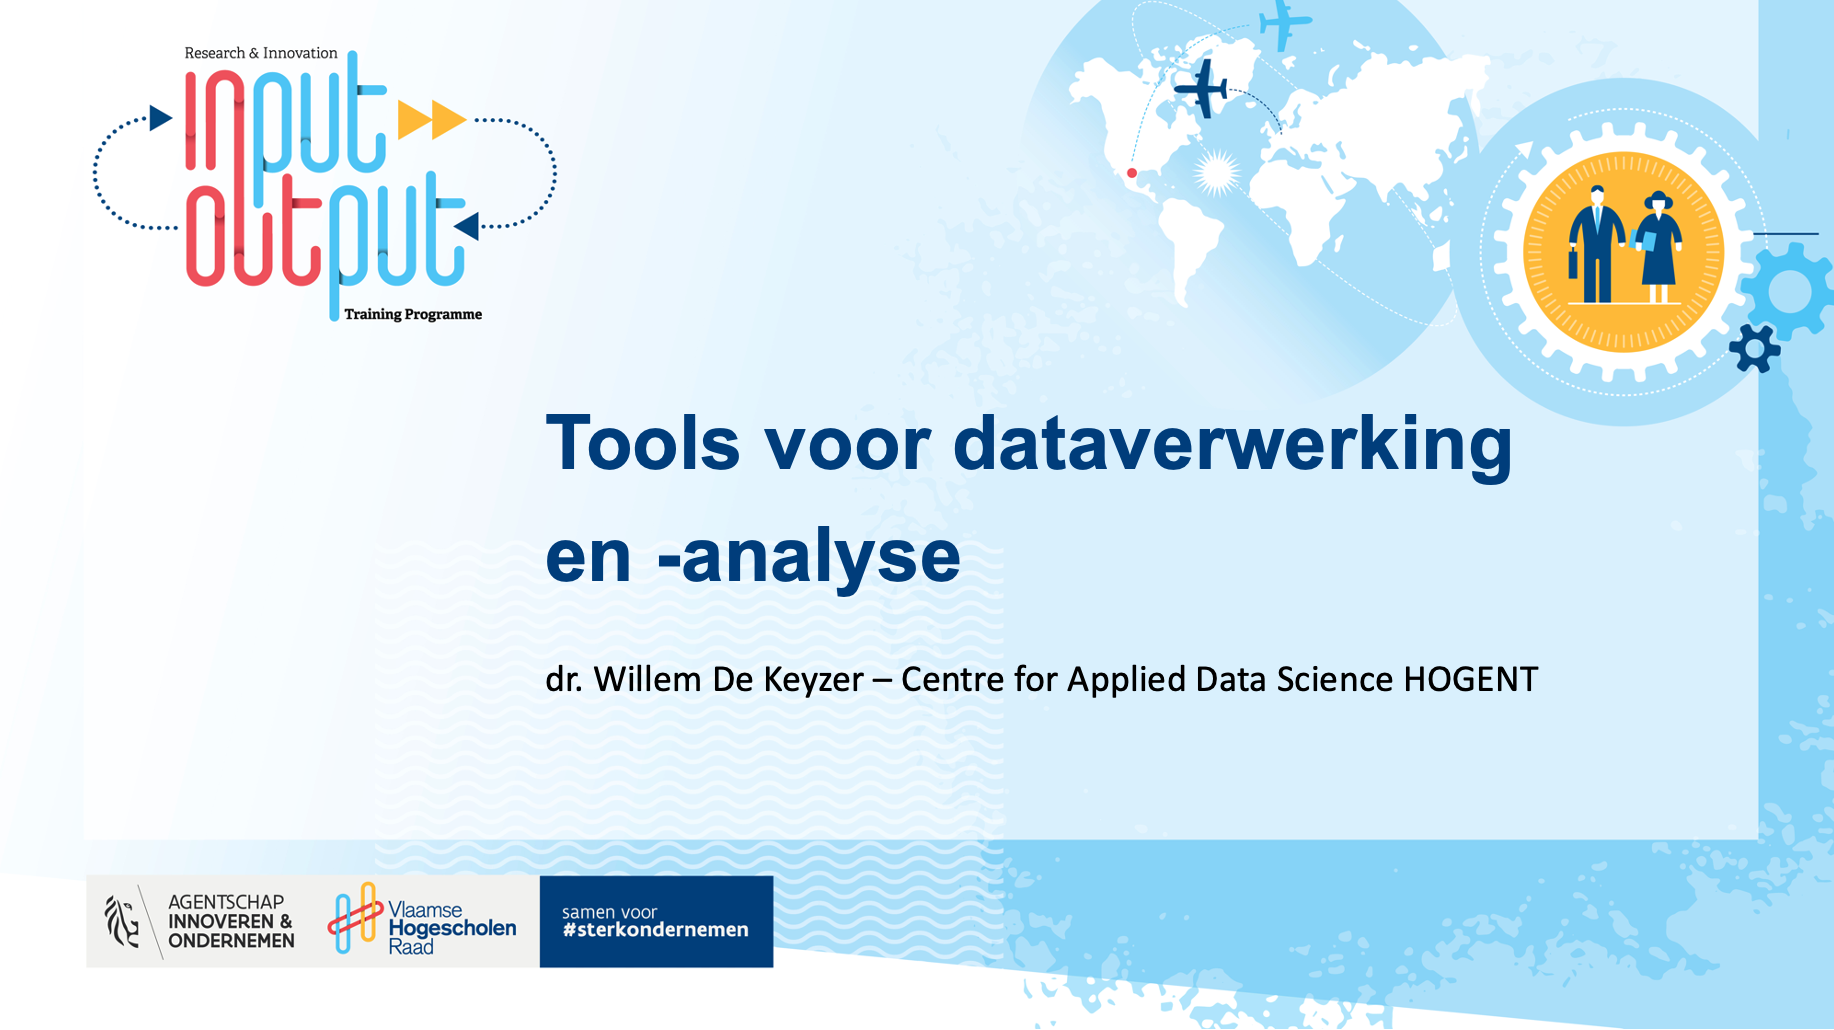 Research & Innovation
input
output
Training Programme
Tools voor dataverwerking
en -analyse
dr. Willem De Keyzer – Centre for Applied Data Science HOGENT
AGENTSCHAP
INNOVEREN &
ONDERNEMEN
Vlaamse
Hogescholen
Raad
samen voor
#sterkondernemen